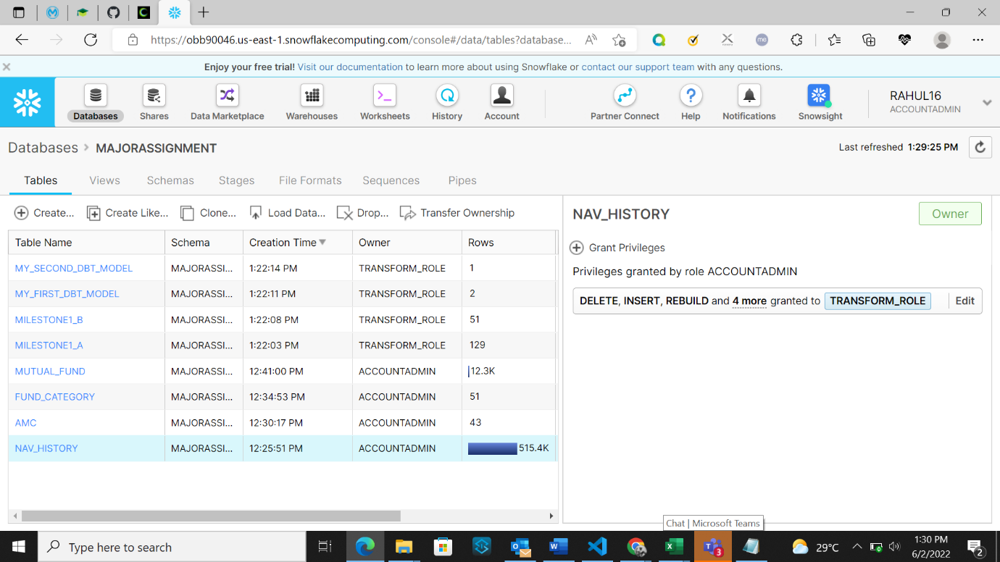 https://obb90046.us-east-1.snowflakecomputing.com/console#/data/tables?database...
Enjoy your free trial! Visit our documentation to learn more about using Snowflake or contact our support team with any questions.
Databases
Shares
Data Marketplace
Warehouses
Worksheets
History
Account
Partner Connect
Help
Notifications
Snowsight
RAHUL16
ACCOUNTADMIN
Databases > MAJORASSIGNMENT
Last refreshed 1:29:25 PM
Tables Views Schemas Stages File Formats Sequences Pipes
Create... Create Like... Clone... Load Data... Drop... Transfer Ownership
Table Name Schema Creation Time Owner Rows
MY_SECOND_DBT_MODEL MAJORASSI... 1:22:14 PM TRANSFORM_ROLE 1
MY_FIRST_DBT_MODEL MAJORASSI... 1:22:11 PM TRANSFORM_ROLE 2
MILESTONE1_B MAJORASSI... 1:22:08 PM TRANSFORM_ROLE 51
MILESTONE1_A MAJORASSI... 1:22:03 PM TRANSFORM_ROLE 129
MUTUAL_FUND MAJORASSI... 12:41:00 PM ACCOUNTADMIN 12.3K
FUND_CATEGORY MAJORASSI... 12:34:53 PM ACCOUNTADMIN 51
AMC MAJORASSI... 12:30:17 PM ACCOUNTADMIN 43
NAV_HISTORY MAJORASSI... 12:25:51 PM ACCOUNTADMIN 515.4K
NAV_HISTORY
Owner
Grant Privileges
Privileges granted by role ACCOUNTADMIN
DELETE, INSERT, REBUILD and 4 more granted to TRANSFORM_ROLE Edit
Chat | Microsoft Teams
Type here to search
3
29°C
1:30 PM
6/2/2022
2